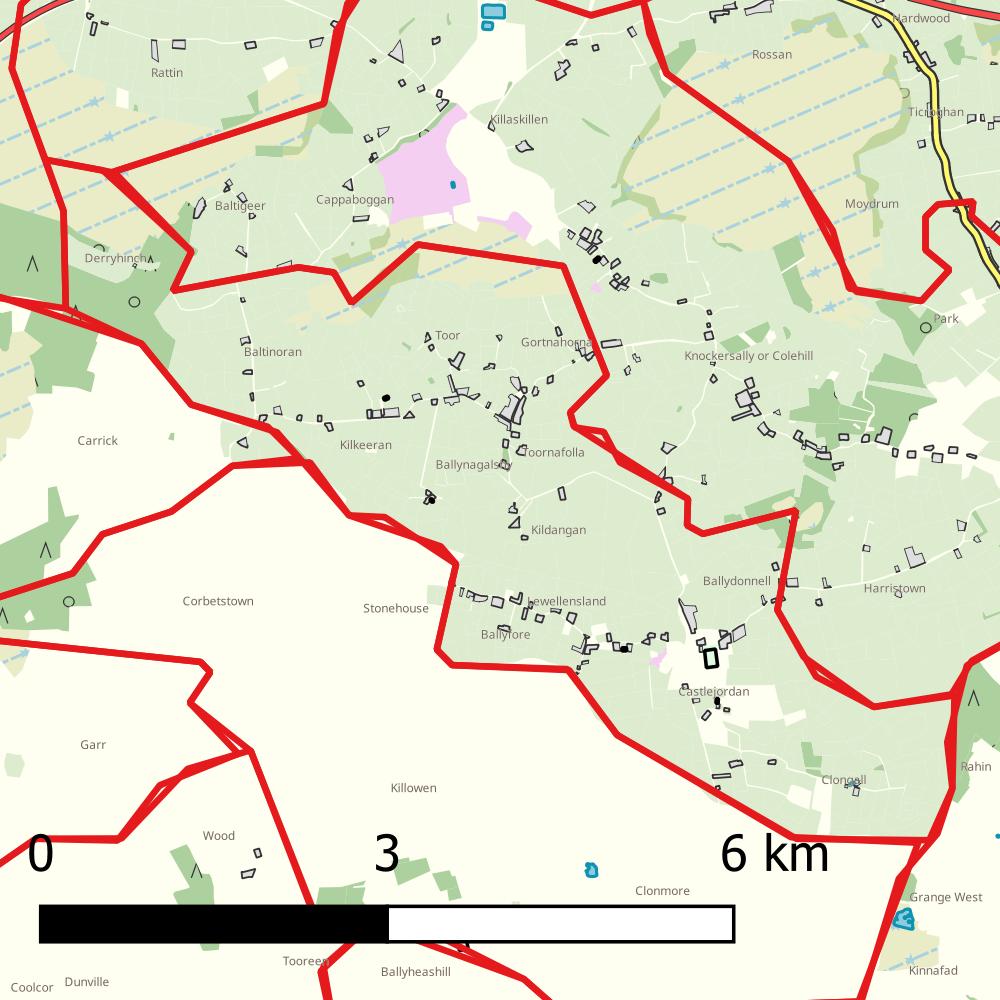 Hardwood
Rossan
Rattin
Ticroghan
Killaskillen
Cappaboggan
Baltigeer
Moydrum
Derryhinch
Park
Toor
Gortnahorna
Baltinoran
Knockersally or Colehill
Carrick
Kilkeeran
Toornafolla
Ballynagalshy
Kildangan
Ballydonnell
Harristown
Corbetstown
Lewellensland
Stonehouse
Ballyfore
Castlejordan
Garr
Rahin
Clongall
Killowen
Wood
0
3
6 km
Clonmore
Grange West
Tooreen
Ballyheashill
Kinnafad
Dunville
Coolcor